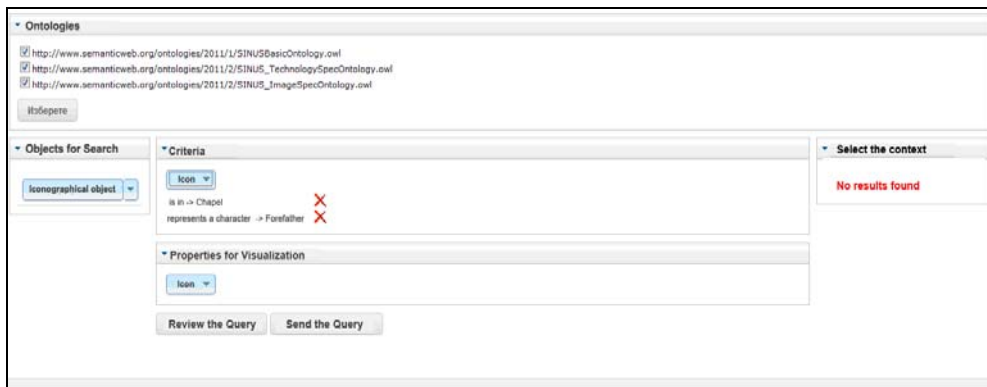 Ontologies
http://www.semanticweb.org/ontologies/2011/1/SINUSBasicOntology.owl
http://www.semanticweb.org/ontologies/2011/2/SINUS_TechnologySpecOntology.owl
http://www.semanticweb.org/ontologies/2011/2/SINUS_ImageSpecOntology.owl
Изберете
Objects for Search
Iconographical object
Criteria
Icon
is in -> Chapel
represents a character -> Forefather
Properties for Visualization
Icon
Review the Query
Send the Query
Select the context
No results found